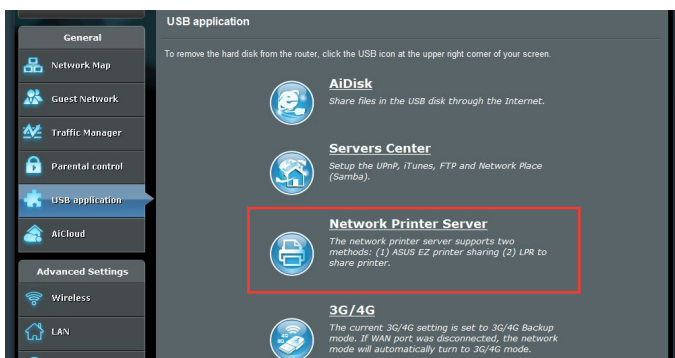 USB application
General
To remove the hard disk from the router, click the USB icon at the upper right corner of your screen.
Network Map
Guest Network
Traffic Manager
Parental control
USB application
AiCloud
Advanced Settings
Wireless
LAN
AiDisk
Share files in the USB disk through the Internet.
Servers Center
Setup the UPnP, iTunes, FTP and Network Place
(Samba).
Network Printer Server
The network printer server supports two
methods: (1) ASUS EZ printer sharing (2) LPR to
share printer.
3G/4G
The current 3G/4G setting is set to 3G/4G Backup
mode. If WAN port was disconnected, the network
mode will automatically turn to 3G/4G mode.